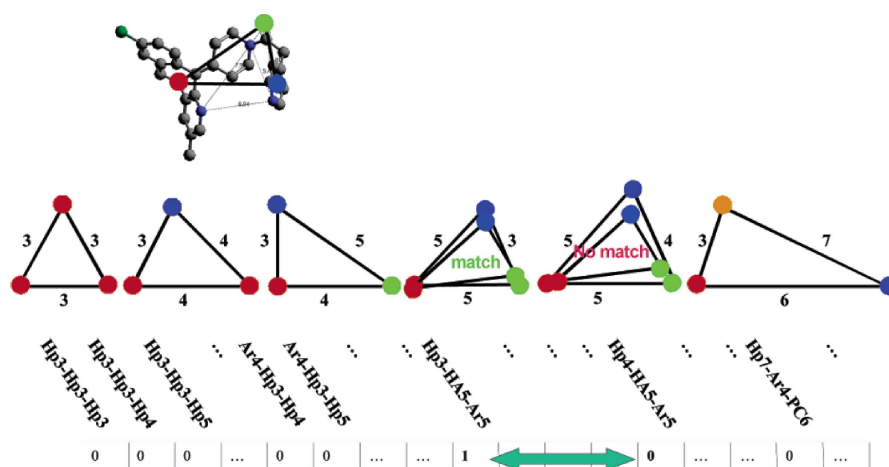 6.04
3 3 3 4 3 5 5 3 5 4 3 7
match No match
3 4 4 5 5 6
Hp3-Hp3-Hp3
Hp3-Hp3-Hp4
Hp3-Hp3-Hp5
...
Ar4-Hp3-Hp4
Ar4-Hp3-Hp5
...
...
Hp3-HA5-Ar5
...
...
...
Hp4-HA5-Ar5
...
...
Hp7-Ar4-PC6
...
0 0 0 ... 0 0 ... ... 1 0 ... ... 0 ...